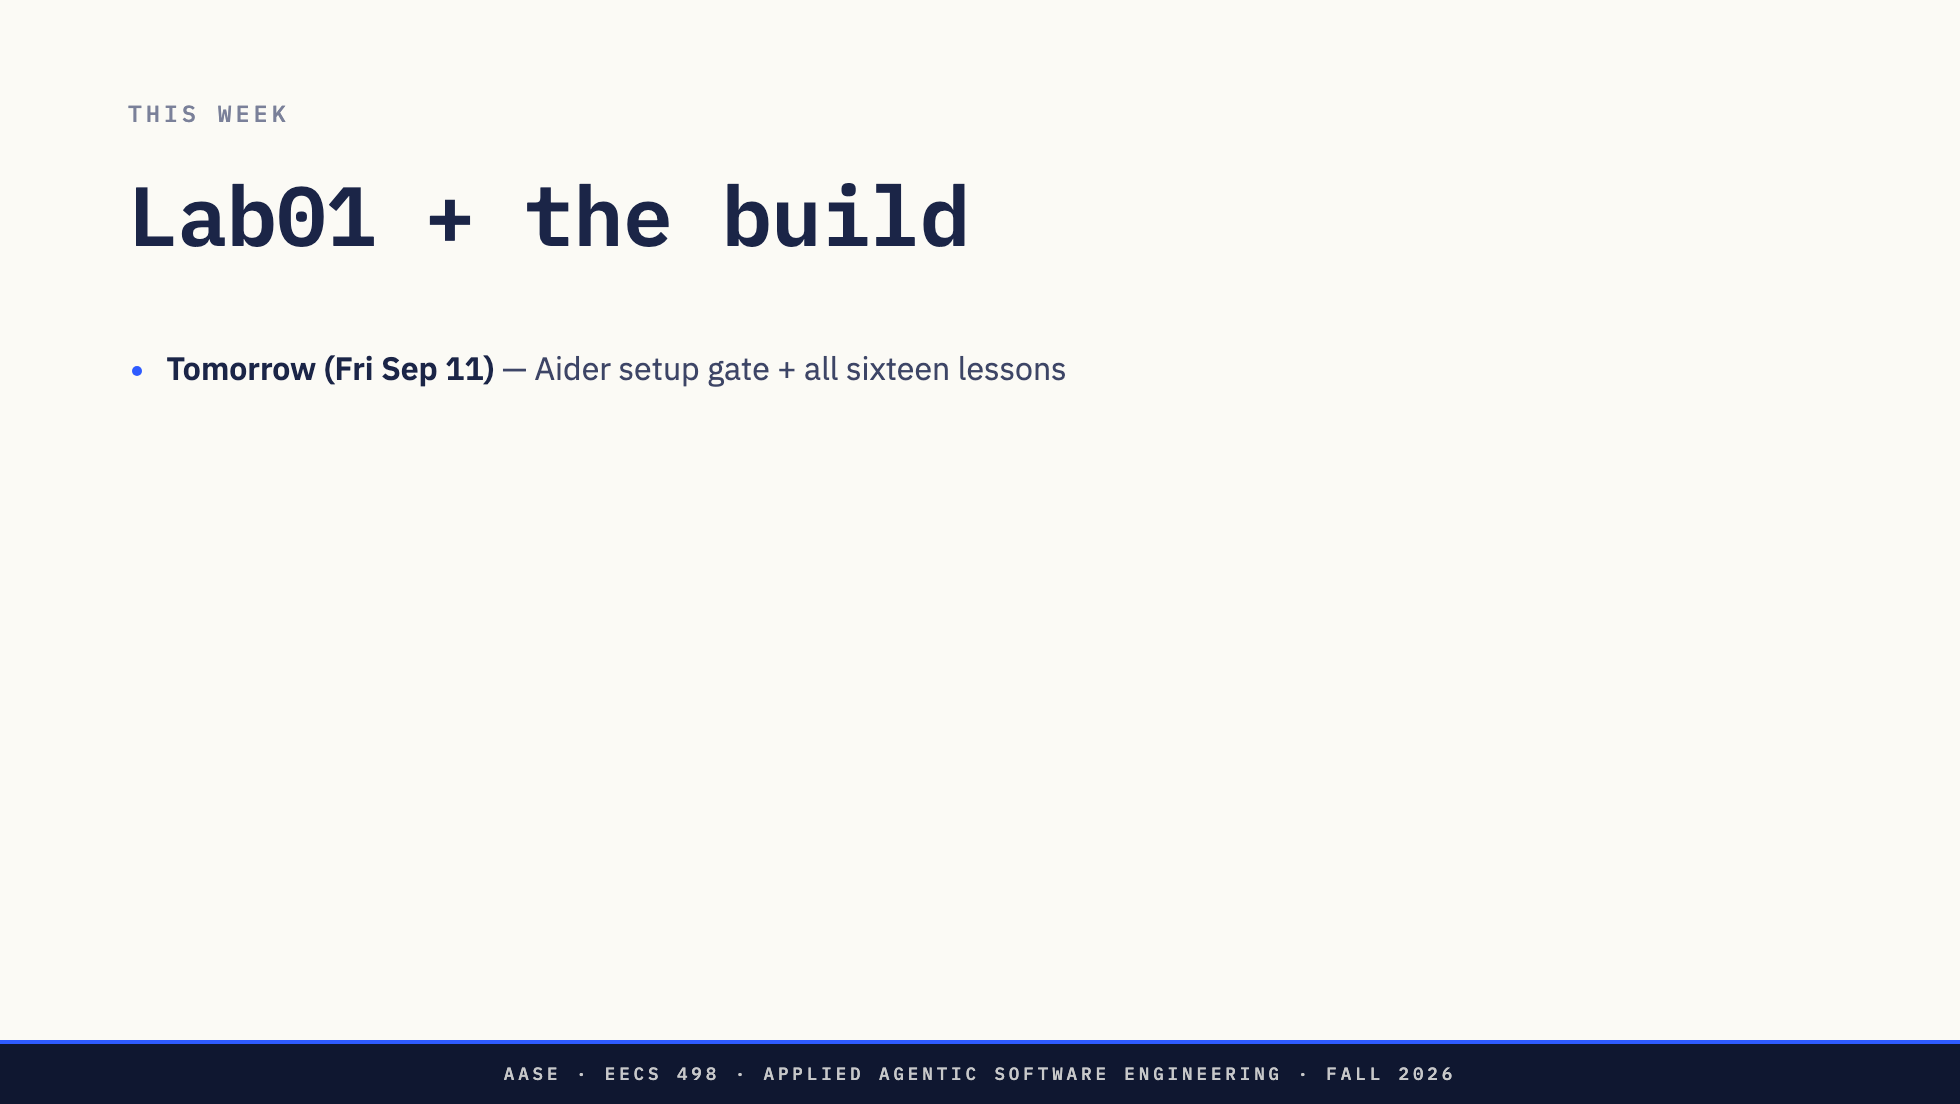 THIS WEEK
Lab01 + the build
• Tomorrow (Fri Sep 11) — Aider setup gate + all sixteen lessons
AASE · EECS 498 · APPLIED AGENTIC SOFTWARE ENGINEERING · FALL 2026